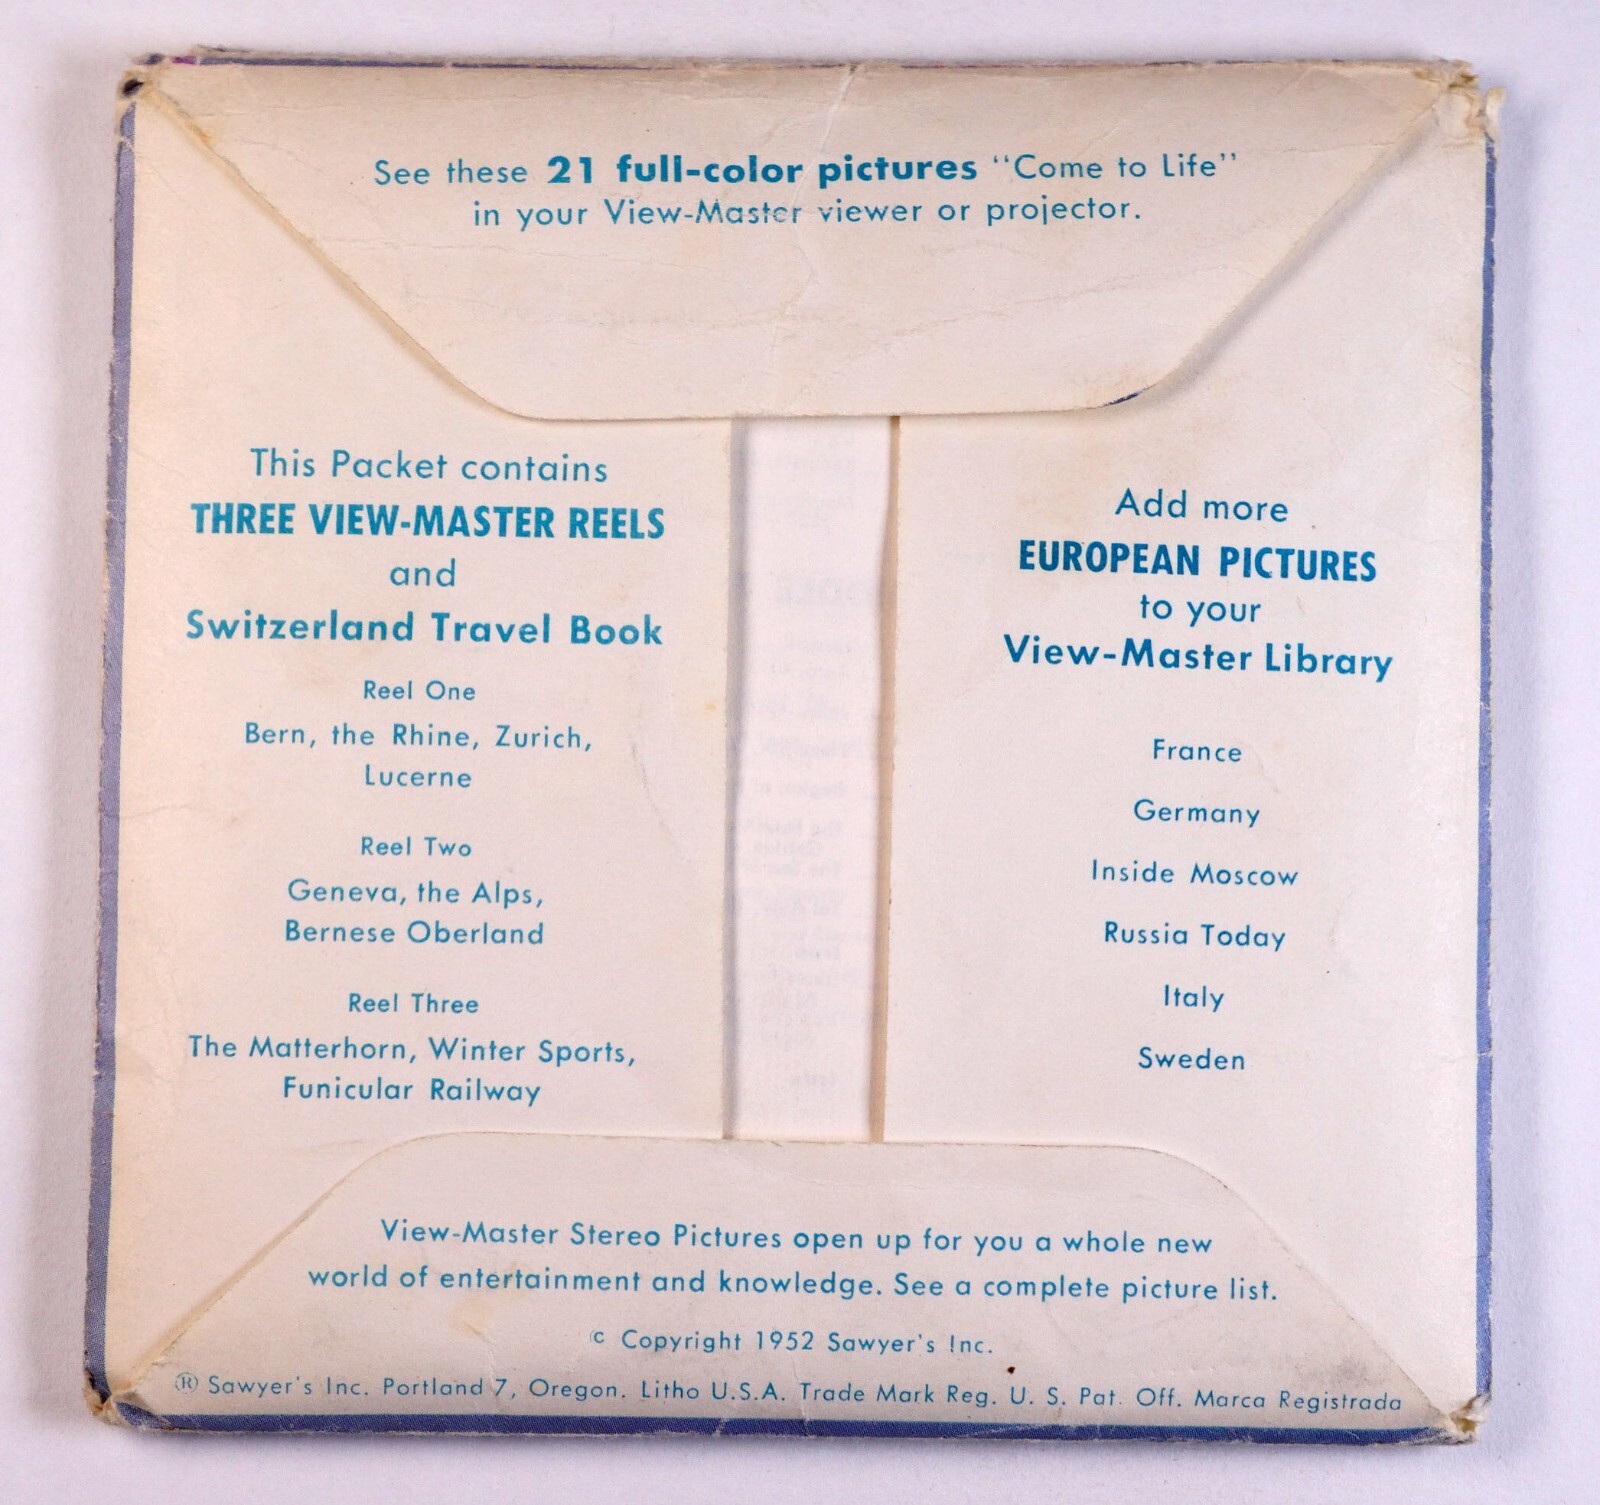 See these 21 full-color pictures "Come to Life"
in your View-Master viewer or projector.
This Packet contains
THREE VIEW-MASTER REELS
and
Switzerland Travel Book
Reel One
Bern, the Rhine, Zurich,
Lucerne
Reel Two
Geneva, the Alps,
Bernese Oberland
Reel Three
The Matterhorn, Winter Sports,
Funicular Railway
Add more
EUROPEAN PICTURES
to your
View-Master Library
France
Germany
Inside Moscow
Russia Today
Italy
Sweden
View-Master Stereo Pictures open up for you a whole new
world of entertainment and knowledge. See a complete picture list.
© Copyright 1952 Sawyer's Inc.
® Sawyer's Inc. Portland 7, Oregon. Litho U.S.A. Trade Mark Reg. U. S. Pat. Off. Marca Registrada